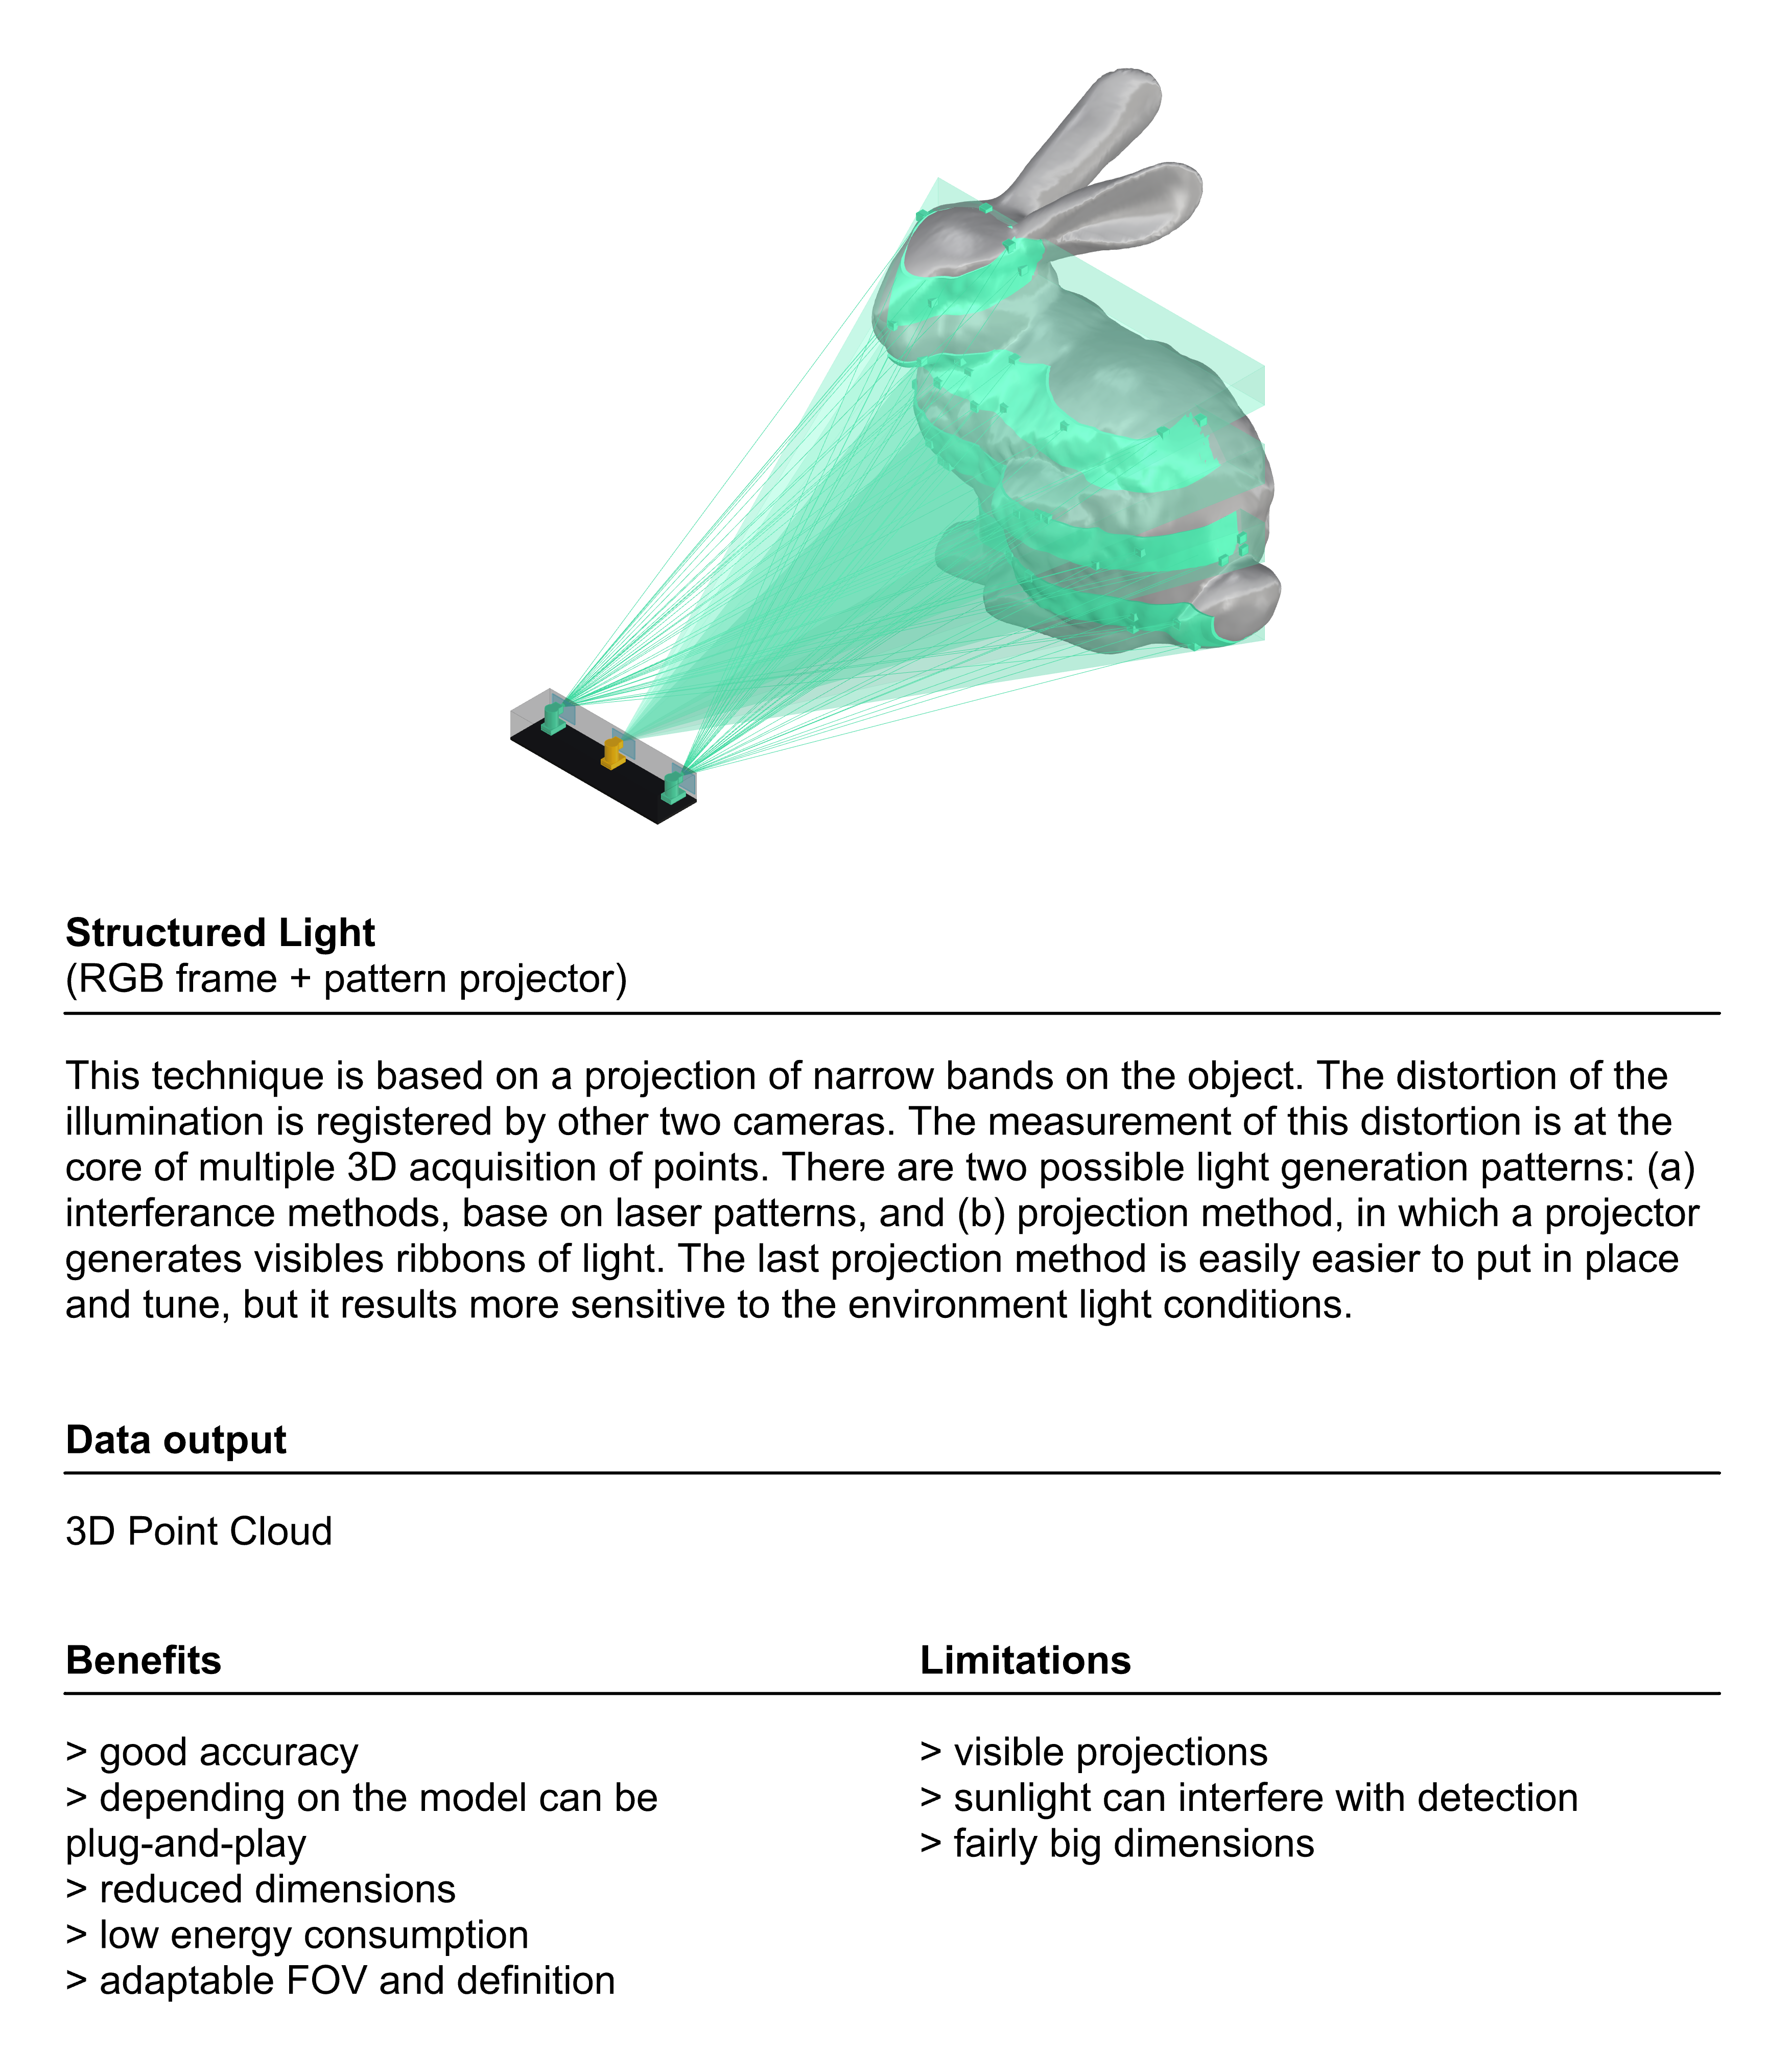 Structured Light
(RGB frame + pattern projector)
This technique is based on a projection of narrow bands on the object. The distortion of the
illumination is registered by other two cameras. The measurement of this distortion is at the
core of multiple 3D acquisition of points. There are two possible light generation patterns: (a)
interferance methods, base on laser patterns, and (b) projection method, in which a projector
generates visibles ribbons of light. The last projection method is easily easier to put in place
and tune, but it results more sensitive to the environment light conditions.
Data output
3D Point Cloud
Benefits
> good accuracy
> depending on the model can be
plug-and-play
> reduced dimensions
> low energy consumption
> adaptable FOV and definition
Limitations
> visible projections
> sunlight can interfere with detection
> fairly big dimensions